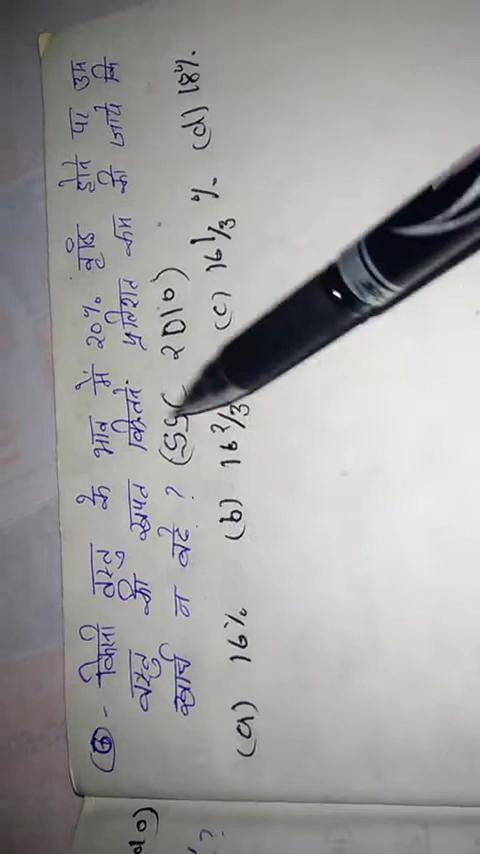 (6) - किसी वस्तु के भाव में 20% वृद्धि होने पर उस
वस्तु की खपत कितने प्रतिशत कम की जाये कि
खर्च न बढ़े ? (SSC 2010)
(a) 16% (b) 16 2/3 (c) 16 1/3 % (d) 18%
?